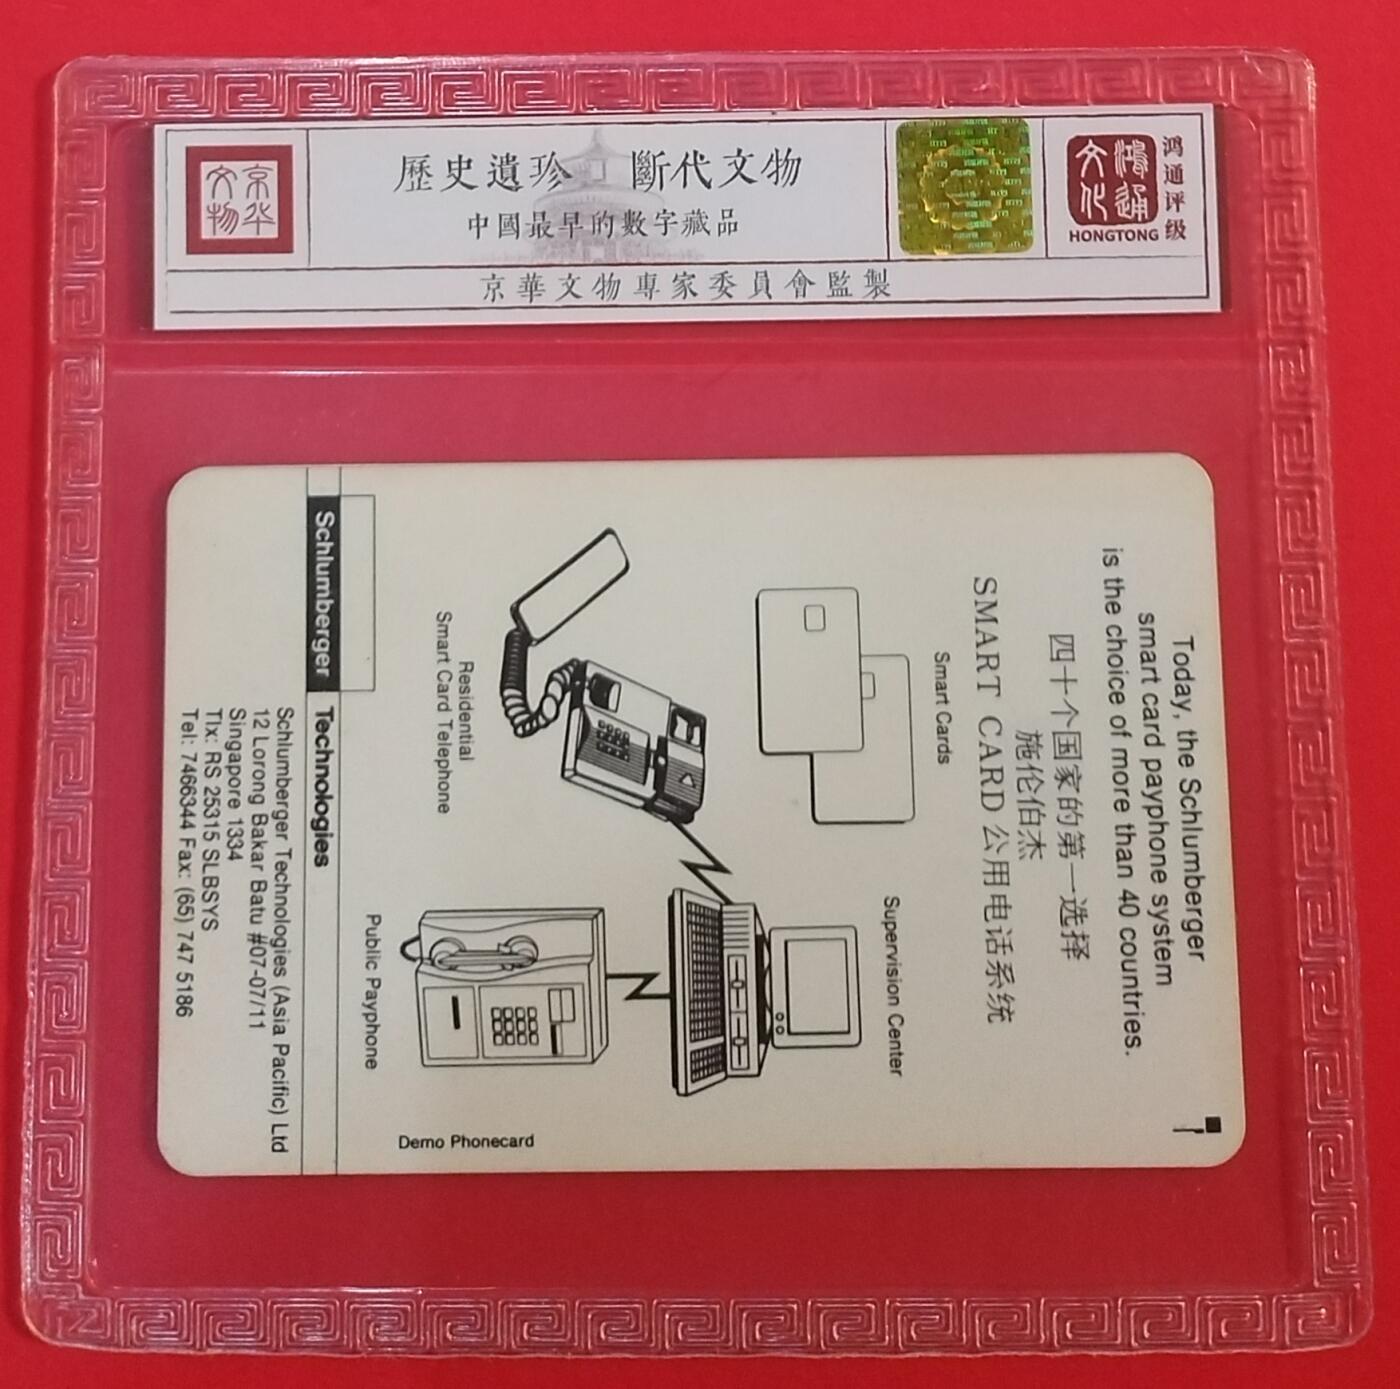 京华
文物
歷史遺珍 斷代文物
中國最早的數字藏品
京華文物專家委員會監製
鴻通
文化
HONGTONG
鸿通评级
Today, the Schlumberger
smart card payphone system
is the choice of more than 40 countries.
四十个国家的第一选择
施伦伯杰
SMART CARD 公用电话系统
Smart Cards
Supervision Center
Residential
Smart Card Telephone
Public Payphone
Demo Phonecard
Schlumberger Technologies
Schlumberger Technologies (Asia Pacific) Ltd
12 Lorong Bakar Batu #07-07/11
Singapore 1334
Tlx: RS 25315 SLBSYS
Tel: 7466344 Fax: (65) 747 5186